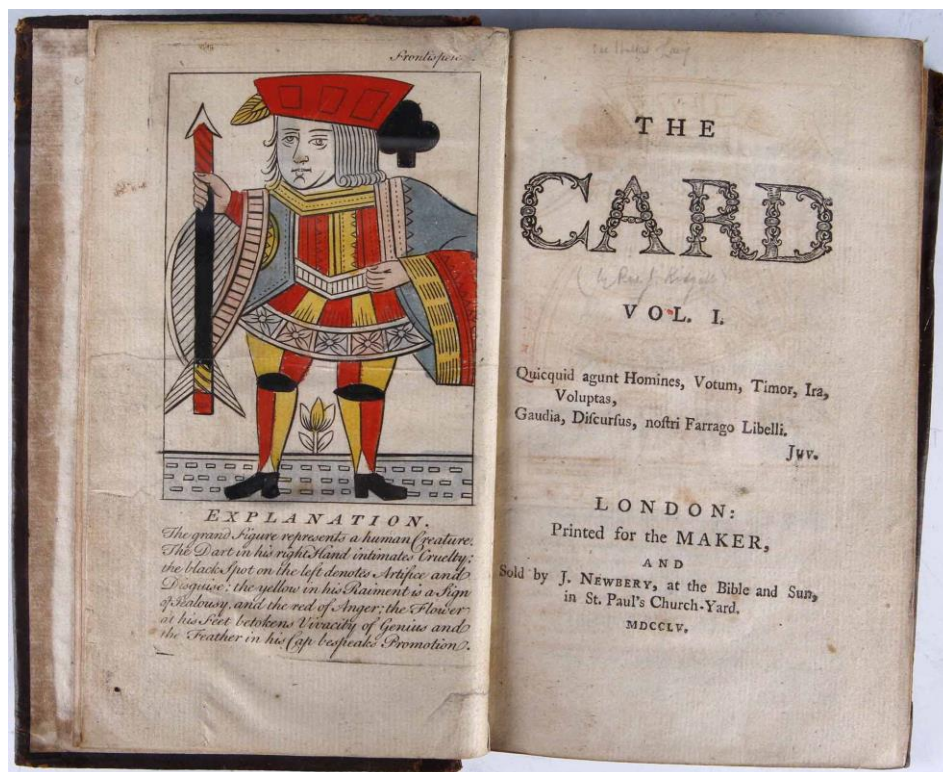 Frontispiece
EXPLANATION.
The grand Figure represents a human Creature.
The Dart in his right Hand intimates Cruelty;
the black Spot on the left denotes Artifice and
Disguise: the yellow in his Raiment is a Sign
of Jealousy, and the red of Anger; the Flower
at his Feet betokens Vivacity of Genius and
the Feather in his Cap bespeaks Promotion.
THE
CARD
VOL. I.
Quicquid agunt Homines, Votum, Timor, Ira,
Voluptas,
Gaudia, Diſcurſus, noſtri Farrago Libelli.
Juv.
LONDON:
Printed for the MAKER,
AND
Sold by J. NEWBERY, at the Bible and Sun,
in St. Paul's Church-Yard.
MDCCLV.